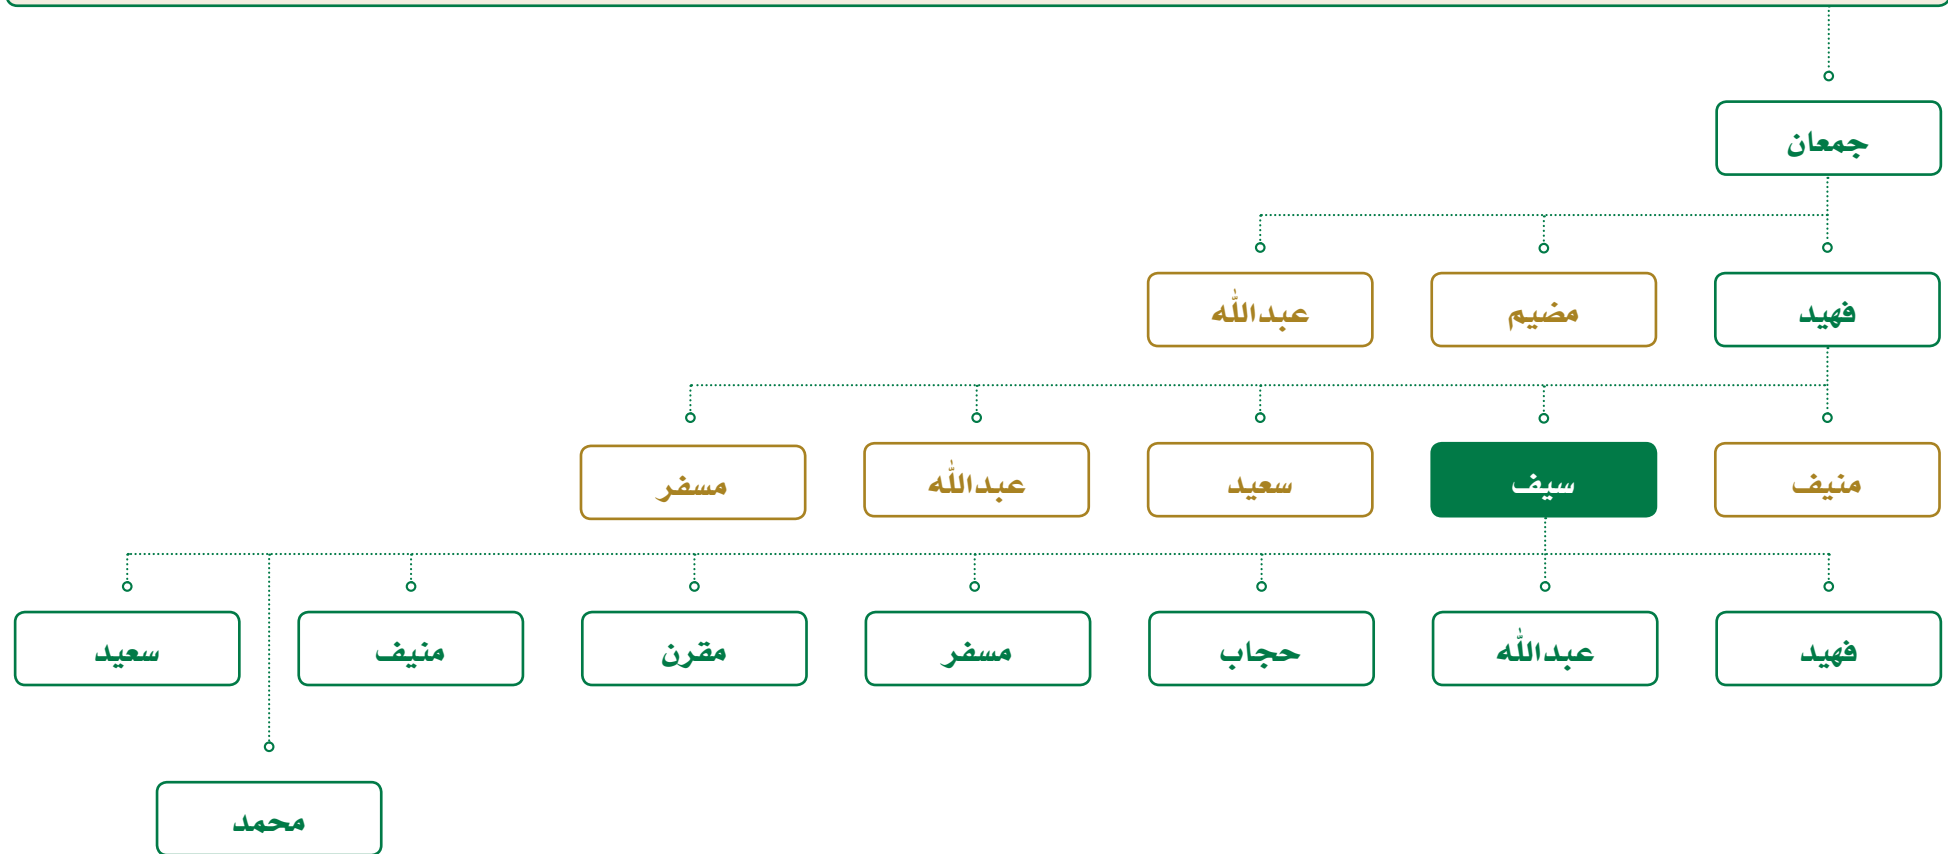 جمعان
فهيد
مضيم
عبدالله
منيف
سيف
سعيد
عبدالله
مسفر
فهيد
عبدالله
حجاب
مسفر
مقرن
منيف
سعيد
محمد